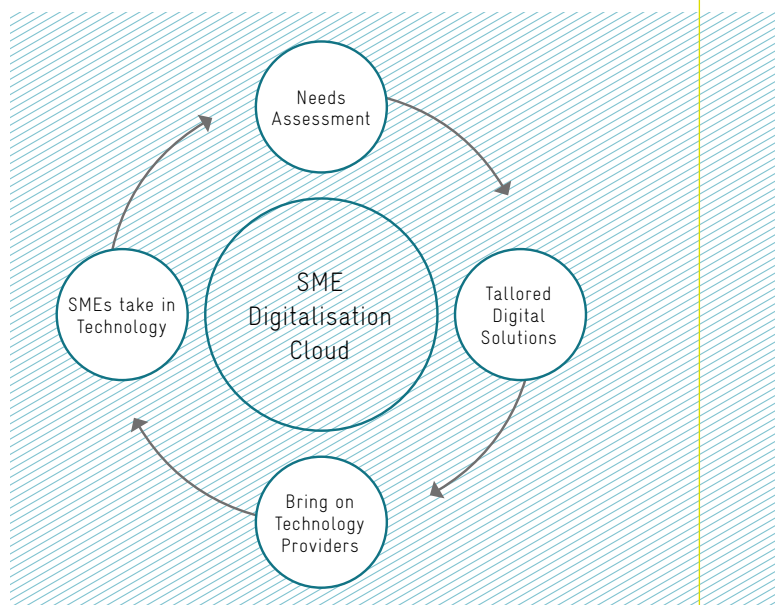 Needs
Assessment
SME
Digitalisation
Cloud
Tallored
Digital
Solutions
Bring on
Technology
Providers
SMEs take in
Technology